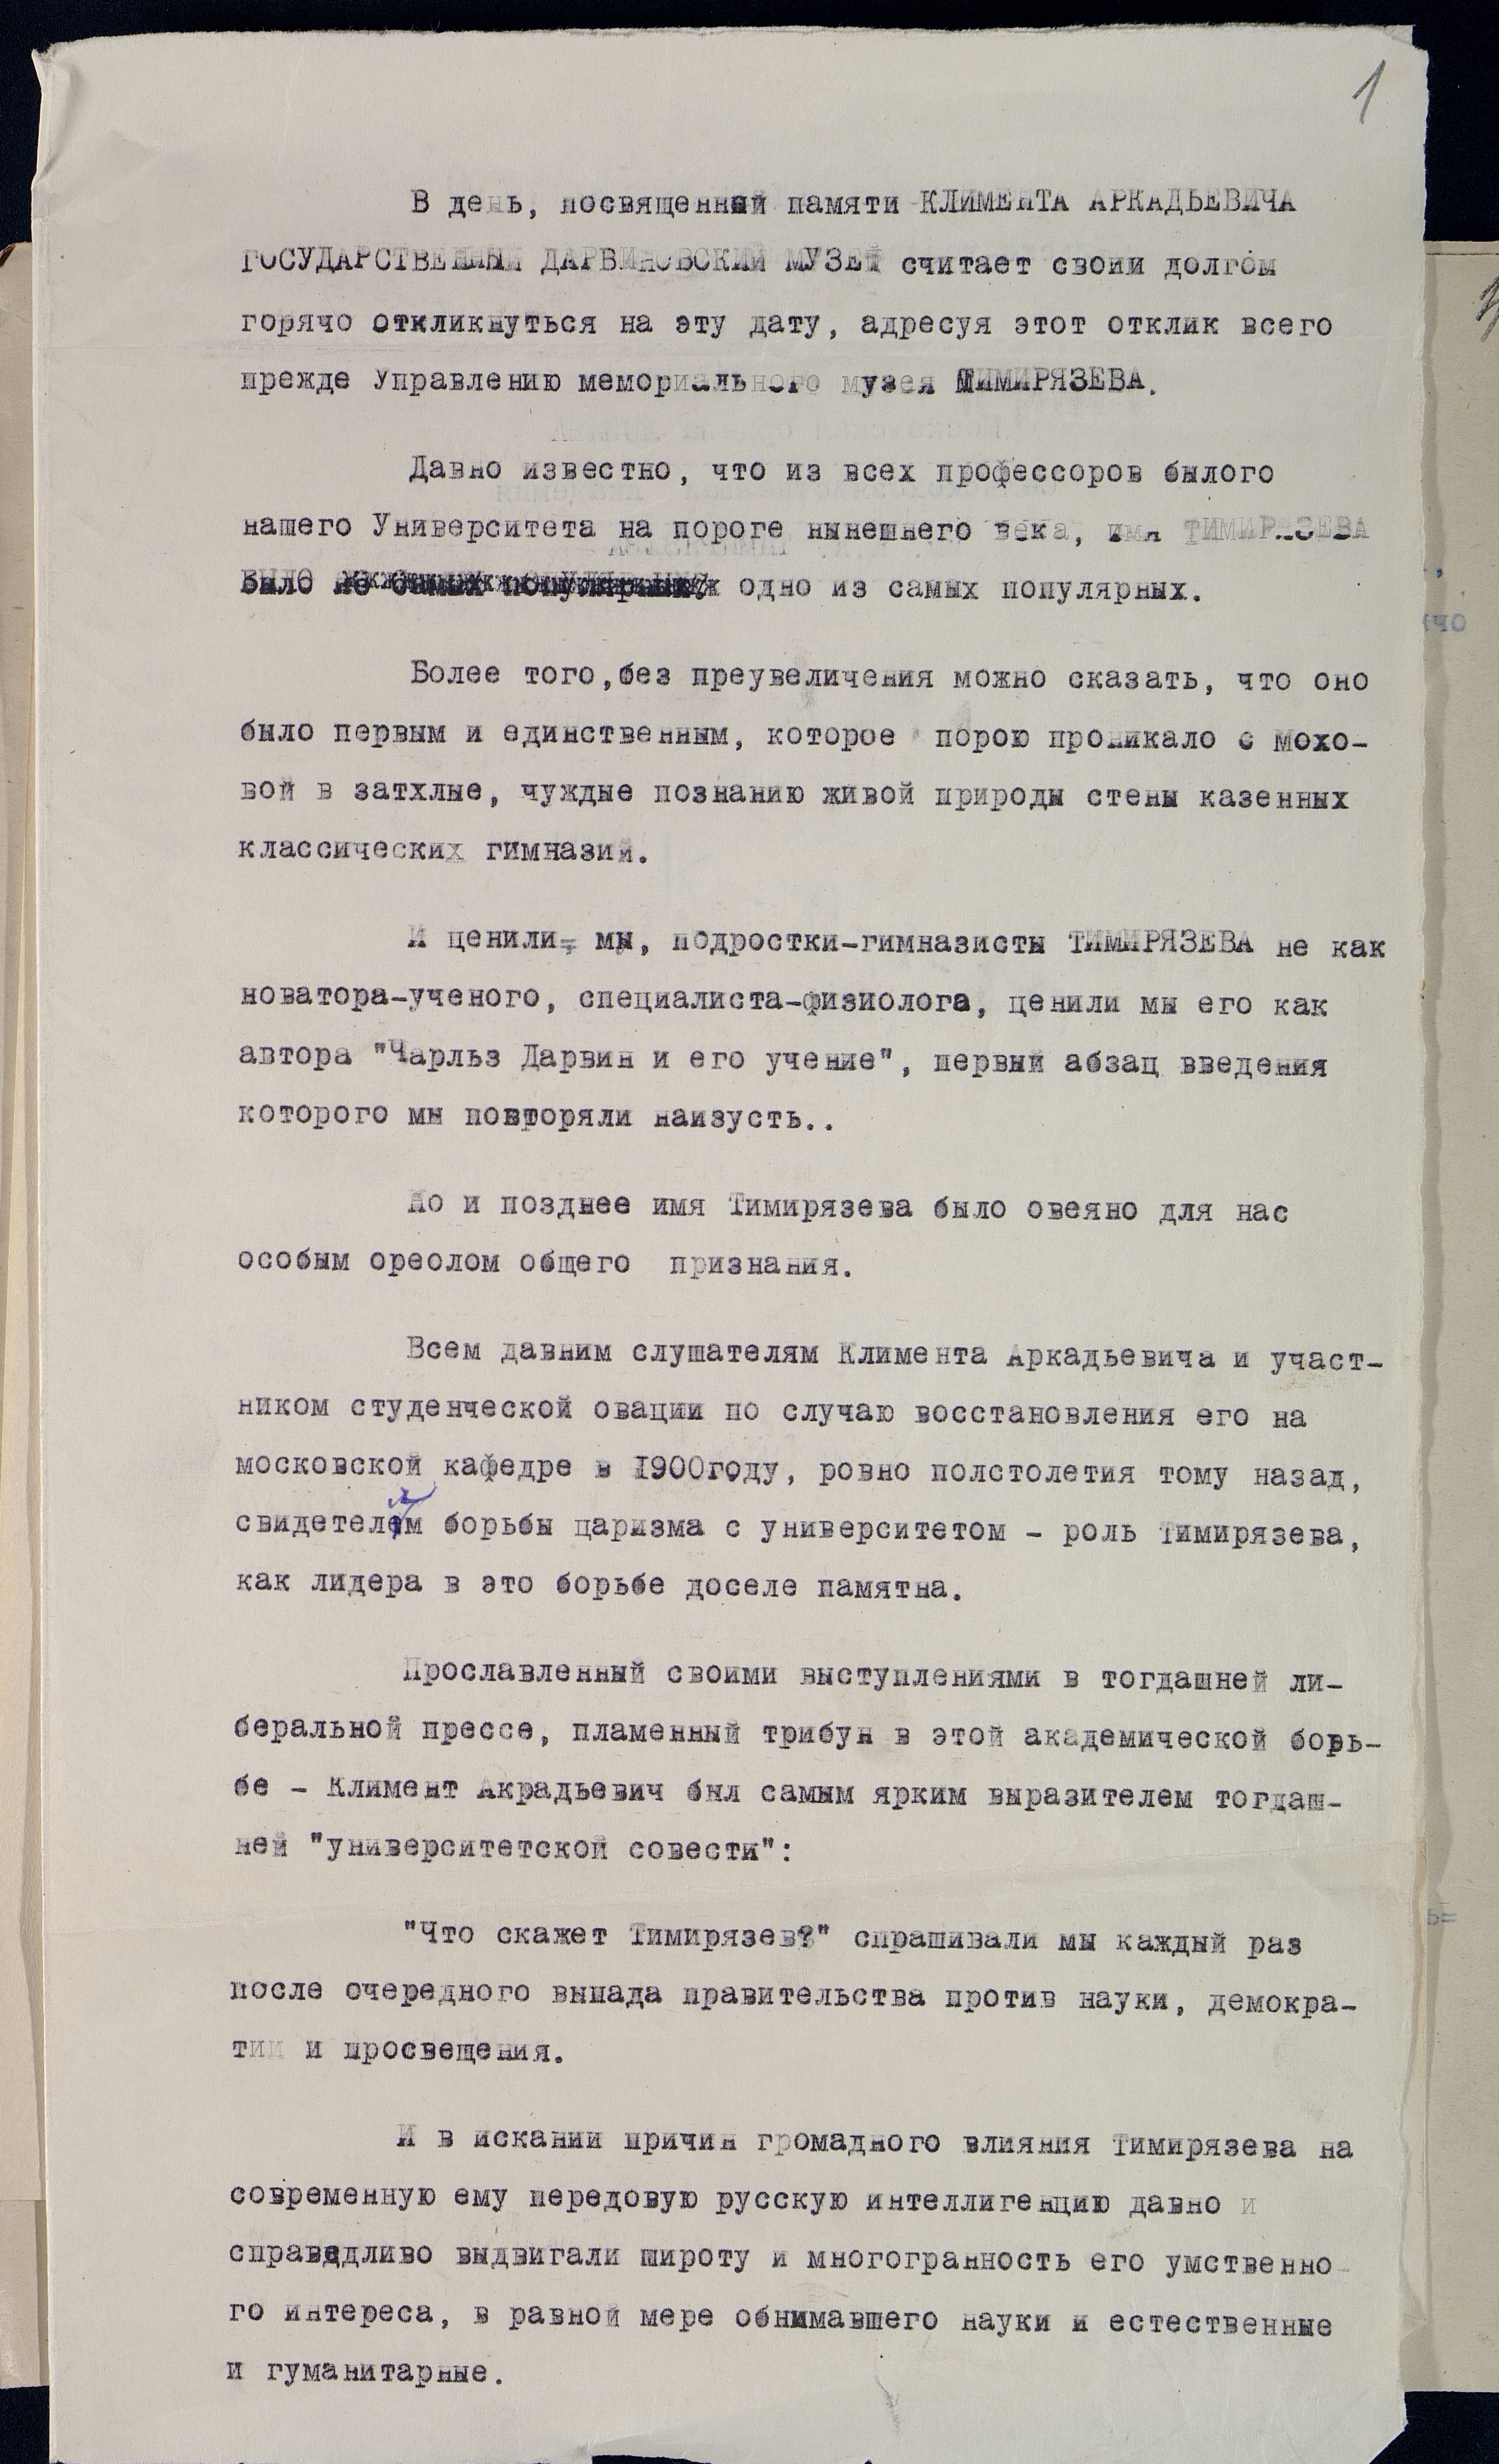 1
В день, посвященный памяти КЛИМЕНТА АРКАДЬЕВИЧА
ГОСУДАРСТВЕННЫЙ ДАРВИНОВСКИЙ МУЗЕЙ считает своии долгом
горячо откликнуться на эту дату, адресуя этот отклик всего
прежде Управлению мемориального музея ТИМИРЯЗЕВА.
Давно известно, что из всех профессоров былого
нашего Университета на пороге нынешнего века, имя ТИМИРЯЗЕВА
было одно из самых популярных.
Более того,без преувеличения можно сказать, что оно
было первым и единственным, которое порою проникало с Мохо-
вой в затхлые, чуждые познанию живой природы стены казенных
классических гимназий.
И ценили, мы, подростки-гимназисты ТИМИРЯЗЕВА не как
новатора-ученого, специалиста-физиолога, ценили мы его как
автора "Чарльз Дарвин и его учение", первый абзац введения
которого мы повторяли наизусть..
Но и позднее имя Тимирязева было овеяно для нас
особым ореолом общего признания.
Всем давним слушателям Климента Аркадьевича и участ-
ником студенческой овации по случаю восстановления его на
московской кафедре в 1900году, ровно полстолетия тому назад,
свидетелям борьбы царизма с университетом - роль Тимирязева,
как лидера в это борьбе доселе памятна.
Прославленный своими выступлениями в тогдашней ли-
беральной прессе, пламенный трибун в этой академической борь-
бе - Климент Акрадьевич был самым ярким выразителем тогдаш-
ней "университетской совести":
"Что скажет Тимирязев?" спрашивали мы каждый раз
после очередного выпада правительства против науки, демокра-
тии и просвещения.
И в искании причин громадного влияния Тимирязева на
современную ему передовую русскую интеллигенцию давно и
справедливо выдвигали широту и многогранность его умственно-
го интереса, в равной мере обнимавшего науки и естественные
и гуманитарные.